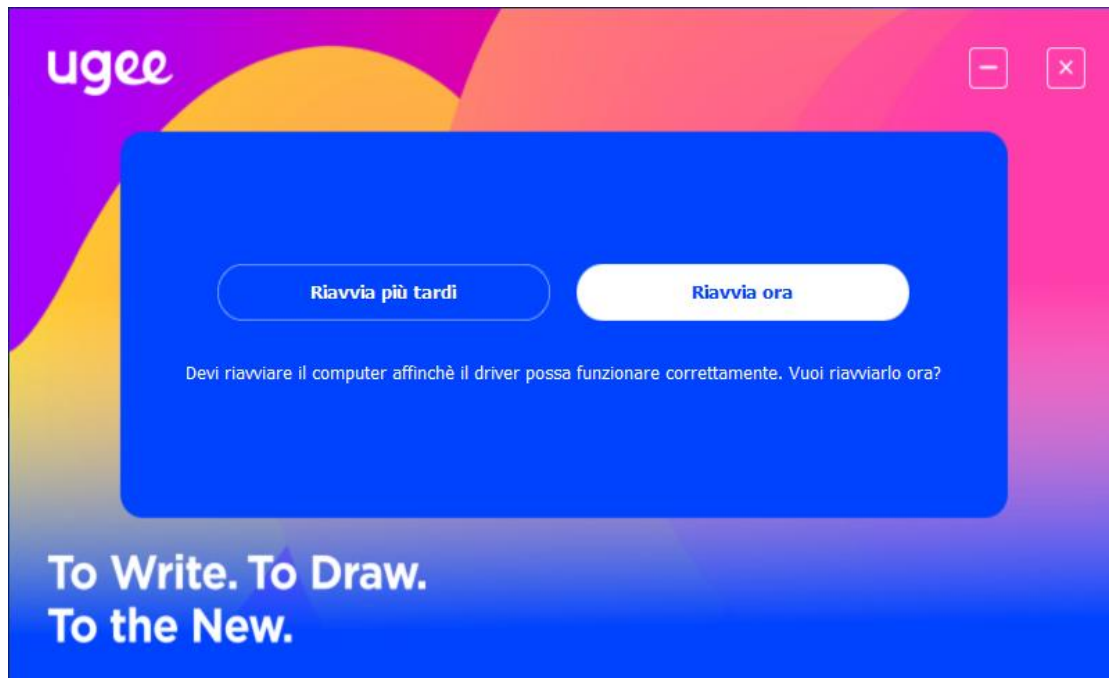 ugee
Riavvia più tardi
Riavvia ora
Devi riavviare il computer affinchè il driver possa funzionare correttamente. Vuoi riavviarlo ora?
To Write. To Draw.
To the New.